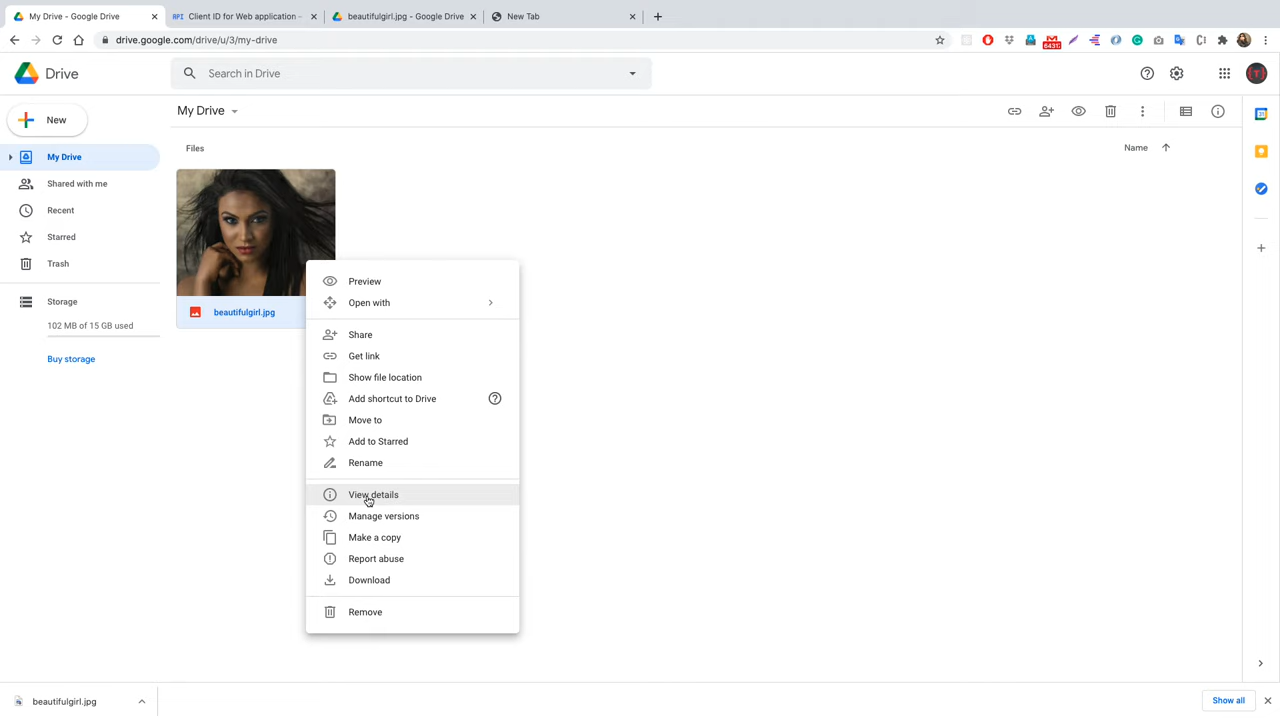 My Drive - Google Drive
API Client ID for Web application -
beautifulgirl.jpg - Google Drive
New Tab
drive.google.com/drive/u/3/my-drive
Drive
Search in Drive
New
My Drive
Files
Name
My Drive
Shared with me
Recent
Starred
Trash
Storage
102 MB of 15 GB used
Buy storage
beautifulgirl.jpg
Preview
Open with
Share
Get link
Show file location
Add shortcut to Drive
Move to
Add to Starred
Rename
View details
Manage versions
Make a copy
Report abuse
Download
Remove
beautifulgirl.jpg
Show all